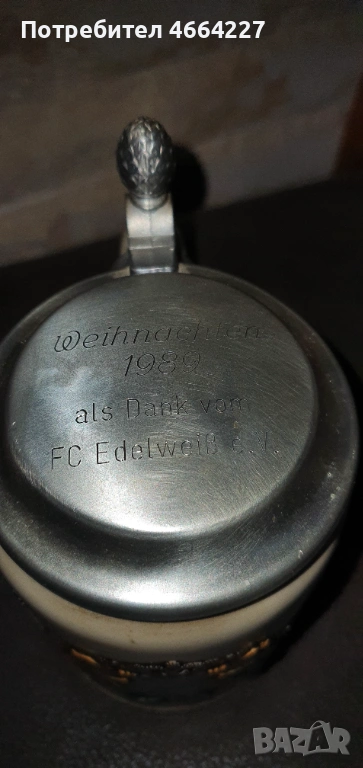 Потребител 4664227
Weihnachten
1989
als Dank vom
FC Edelweiß e.V.
BAZAR